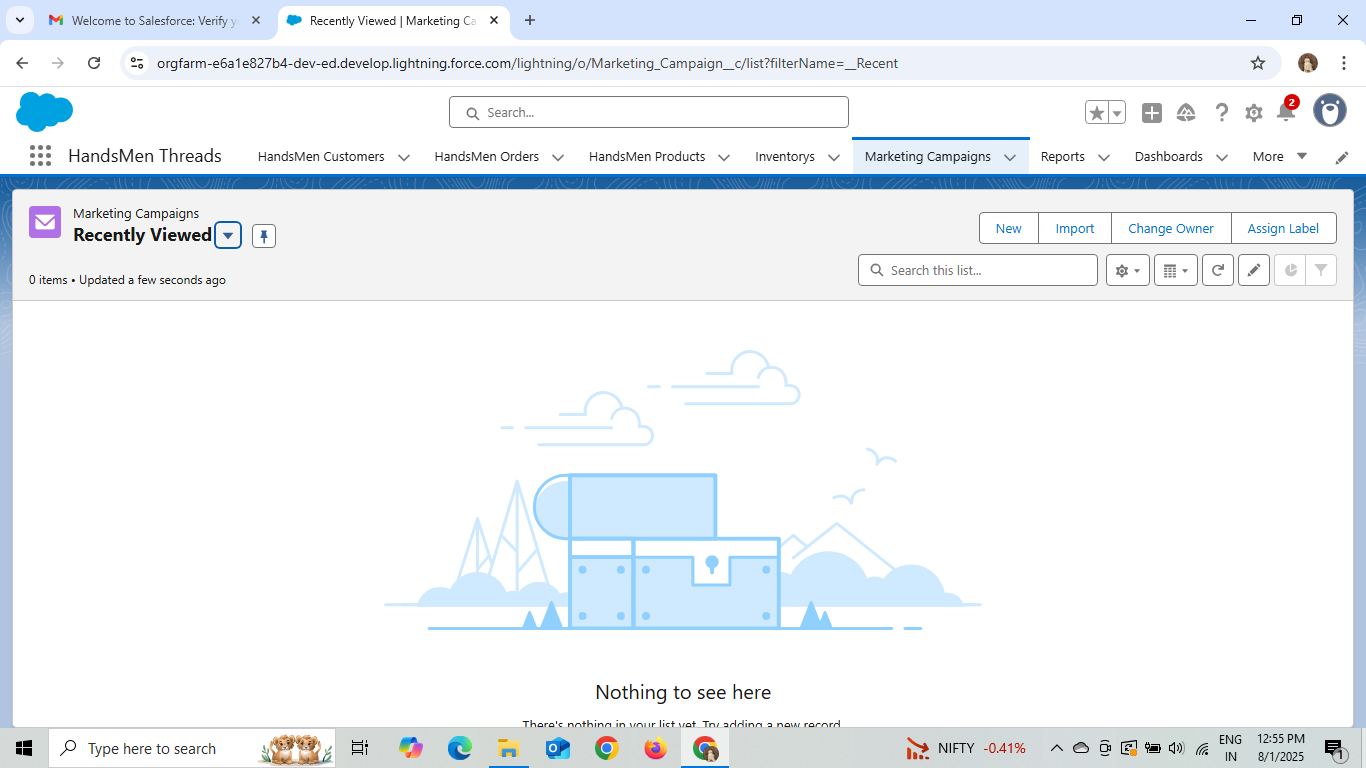 Welcome to Salesforce: Verify y
Recently Viewed | Marketing Ca
orgfarm-e6a1e827b4-dev-ed.develop.lightning.force.com/lightning/o/Marketing_Campaign__c/list?filterName=__Recent
Search...
2
HandsMen Threads
HandsMen Customers
HandsMen Orders
HandsMen Products
Inventorys
Marketing Campaigns
Reports
Dashboards
More
Marketing Campaigns
Recently Viewed
New
Import
Change Owner
Assign Label
0 items • Updated a few seconds ago
Search this list...
Nothing to see here
There's nothing in your list yet. Try adding a new record.
Type here to search
NIFTY -0.41%
ENG
IN
12:55 PM
8/1/2025
1